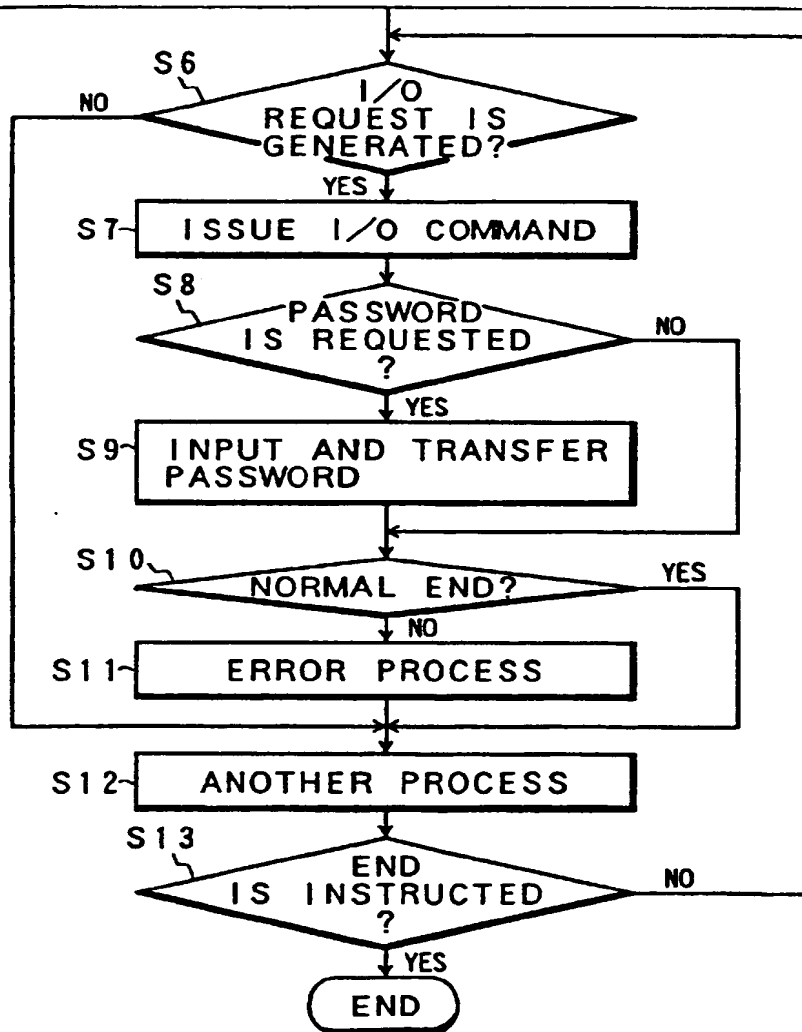 S6
NO
I/O
REQUEST IS
GENERATED?
YES
S7
ISSUE I/O COMMAND
S8
PASSWORD
IS REQUESTED
?
NO
YES
S9
INPUT AND TRANSFER
PASSWORD
S10
NORMAL END?
YES
NO
S11
ERROR PROCESS
S12
ANOTHER PROCESS
S13
END
IS INSTRUCTED
?
NO
YES
END